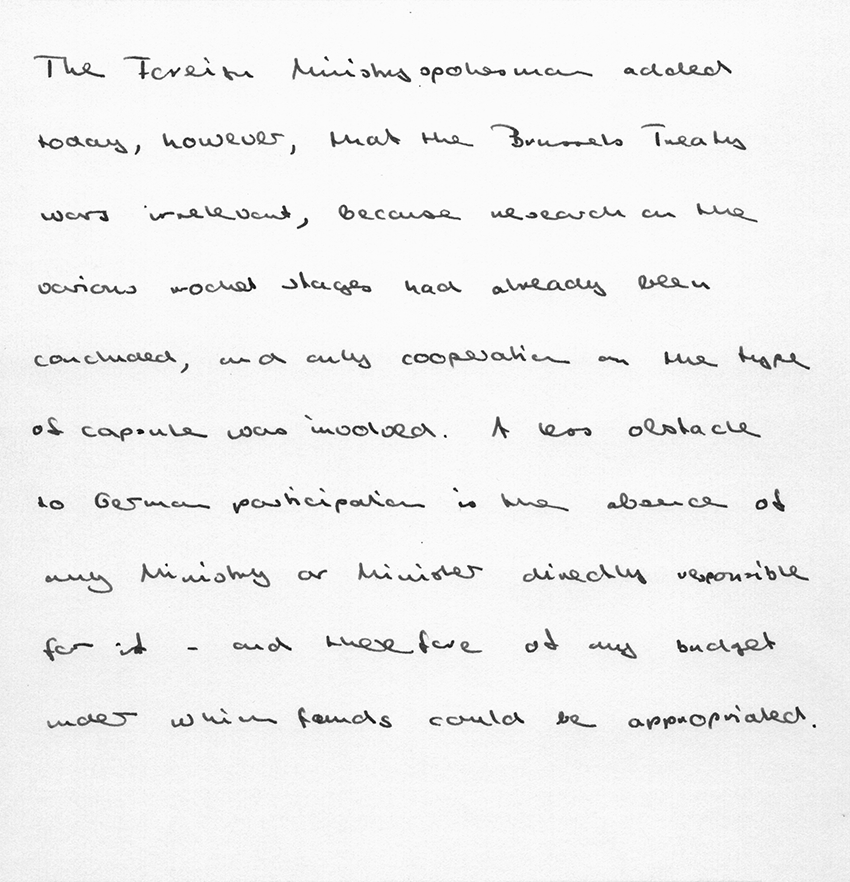 The Foreign Ministry spokesman added
today, however, that the Brussels Treaty
was irrelevant, because research on the
various rocket stages had already been
concluded, and only cooperation on the type
of capsule was involved. A less obstacle
to German participation is the absence of
any Ministry or Minister directly responsible
for it - and therefore of any budget
under which founds could be appropriated.